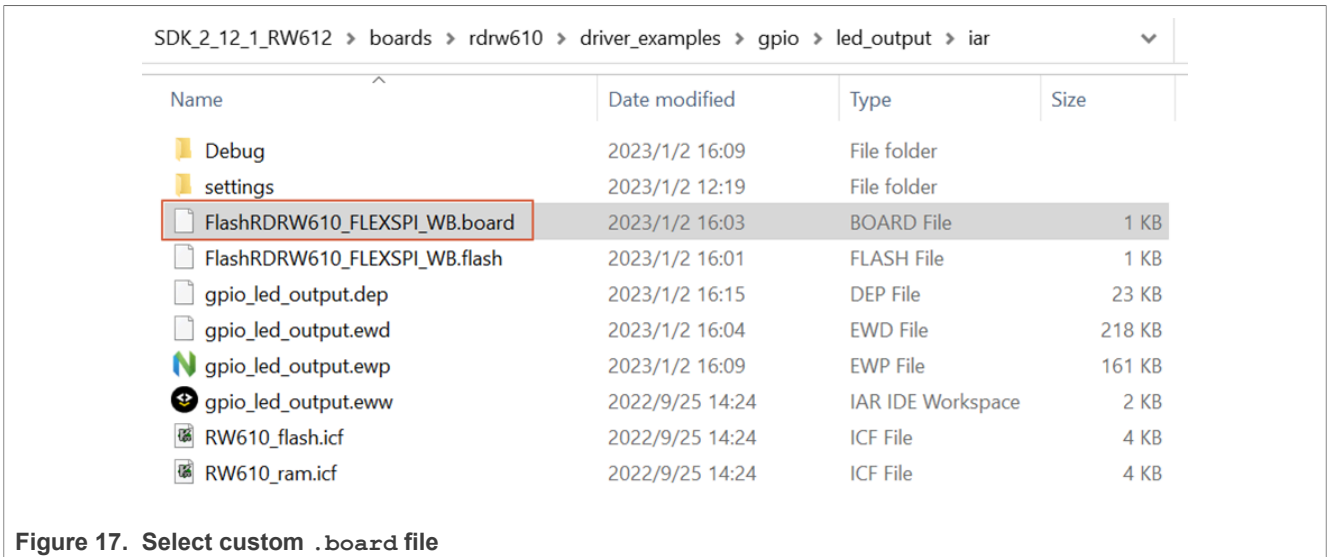 SDK_2_12_1_RW612 > boards > rdrw610 > driver_examples > gpio > led_output > iar
Name Date modified Type Size
Debug 2023/1/2 16:09 File folder
settings 2023/1/2 12:19 File folder
FlashRDRW610_FLEXSPI_WB.board 2023/1/2 16:03 BOARD File 1 KB
FlashRDRW610_FLEXSPI_WB.flash 2023/1/2 16:01 FLASH File 1 KB
gpio_led_output.dep 2023/1/2 16:15 DEP File 23 KB
gpio_led_output.ewd 2023/1/2 16:04 EWD File 218 KB
gpio_led_output.ewp 2023/1/2 16:09 EWP File 161 KB
gpio_led_output.eww 2022/9/25 14:24 IAR IDE Workspace 2 KB
RW610_flash.icf 2022/9/25 14:24 ICF File 4 KB
RW610_ram.icf 2022/9/25 14:24 ICF File 4 KB
Figure 17. Select custom .board file